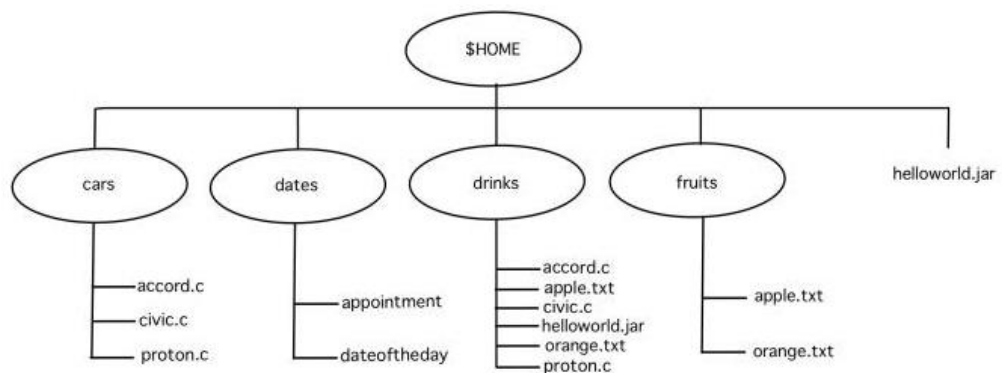 $HOME
cars
dates
drinks
fruits
helloworld.jar
accord.c
civic.c
proton.c
appointment
dateoftheday
accord.c
apple.txt
civic.c
helloworld.jar
orange.txt
proton.c
apple.txt
orange.txt